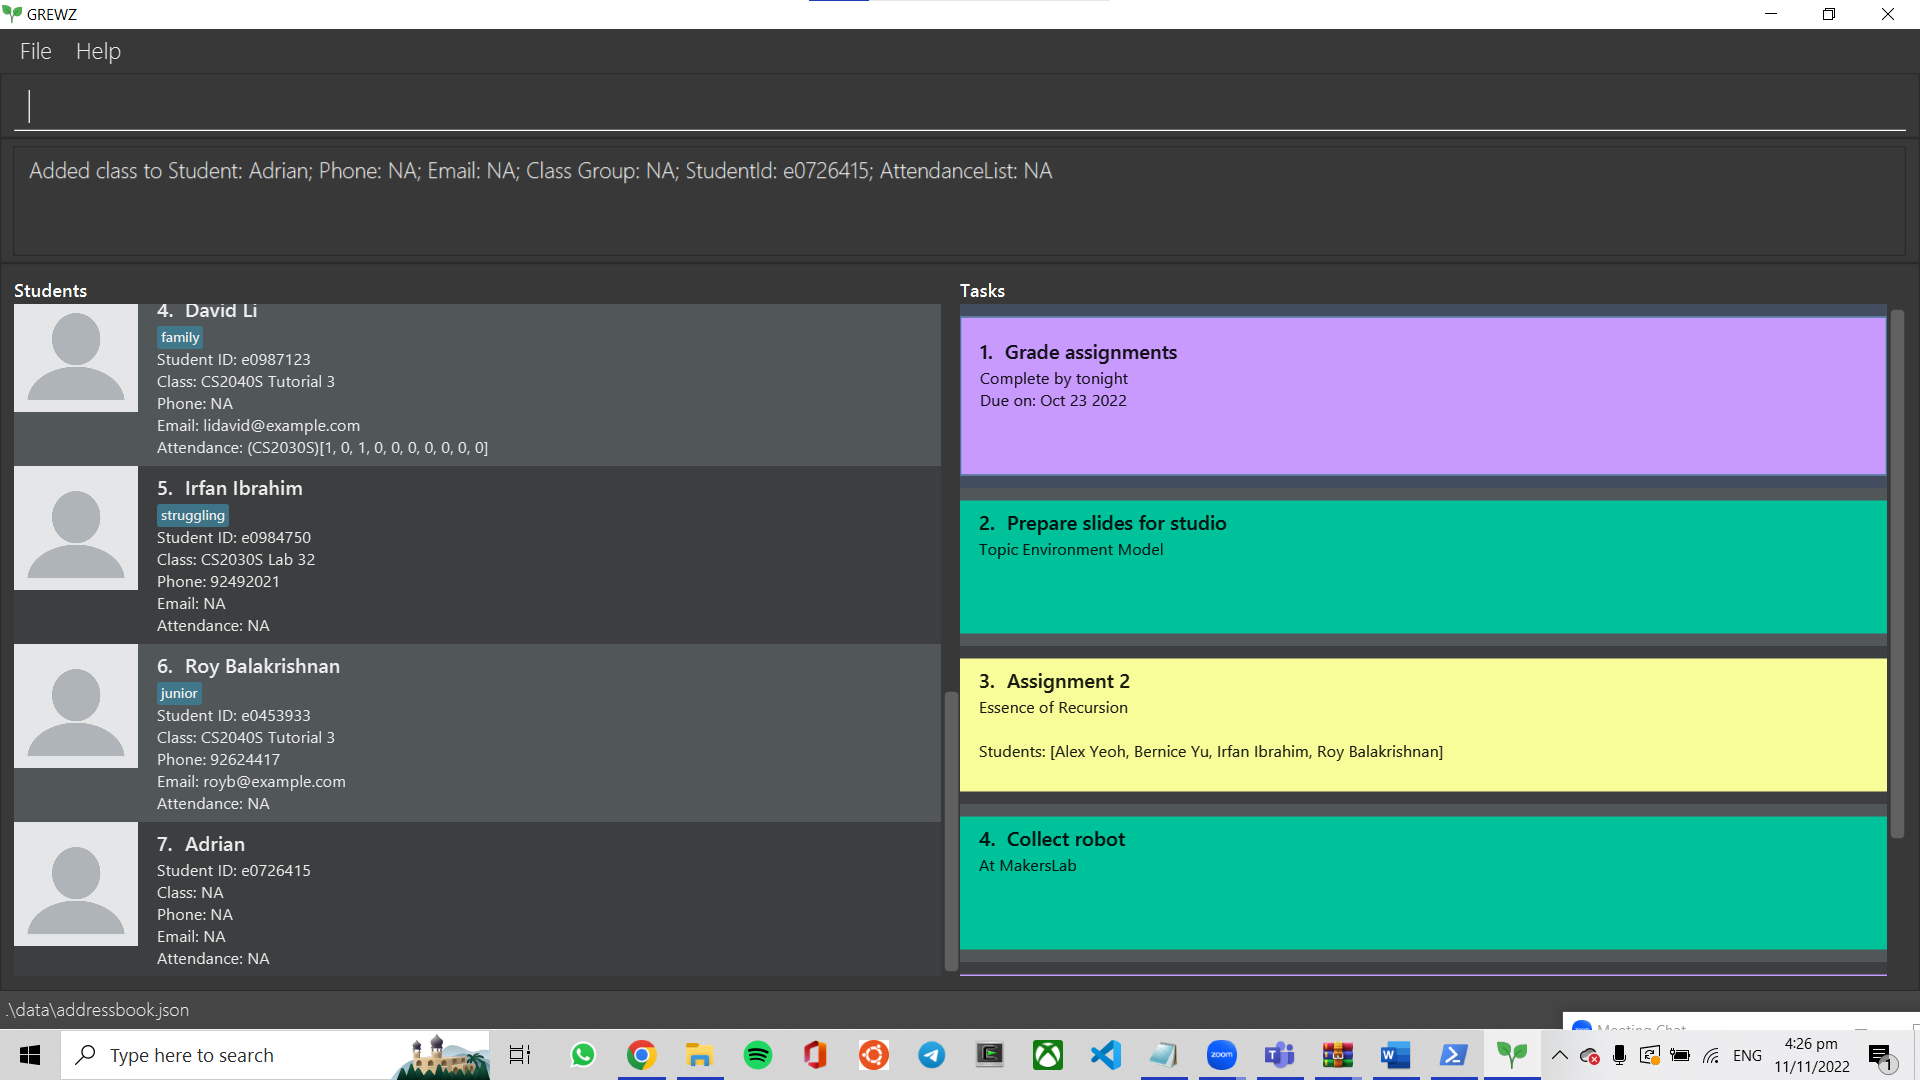 GREWZ
File Help
Added class to Student: Adrian; Phone: NA; Email: NA; Class Group: NA; StudentId: e0726415; AttendanceList: NA
Students
4. David Li
family
Student ID: e0987123
Class: CS2040S Tutorial 3
Phone: NA
Email: lidavid@example.com
Attendance: (CS2030S)[1, 0, 1, 0, 0, 0, 0, 0, 0, 0]
5. Irfan Ibrahim
struggling
Student ID: e0984750
Class: CS2030S Lab 32
Phone: 92492021
Email: NA
Attendance: NA
6. Roy Balakrishnan
junior
Student ID: e0453933
Class: CS2040S Tutorial 3
Phone: 92624417
Email: royb@example.com
Attendance: NA
7. Adrian
Student ID: e0726415
Class: NA
Phone: NA
Email: NA
Attendance: NA
Tasks
1. Grade assignments
Complete by tonight
Due on: Oct 23 2022
2. Prepare slides for studio
Topic Environment Model
3. Assignment 2
Essence of Recursion
Students: [Alex Yeoh, Bernice Yu, Irfan Ibrahim, Roy Balakrishnan]
4. Collect robot
At MakersLab
.\data\addressbook.json
Meeting Chat
Type here to search
zoom
ENG
4:26 pm
11/11/2022
1